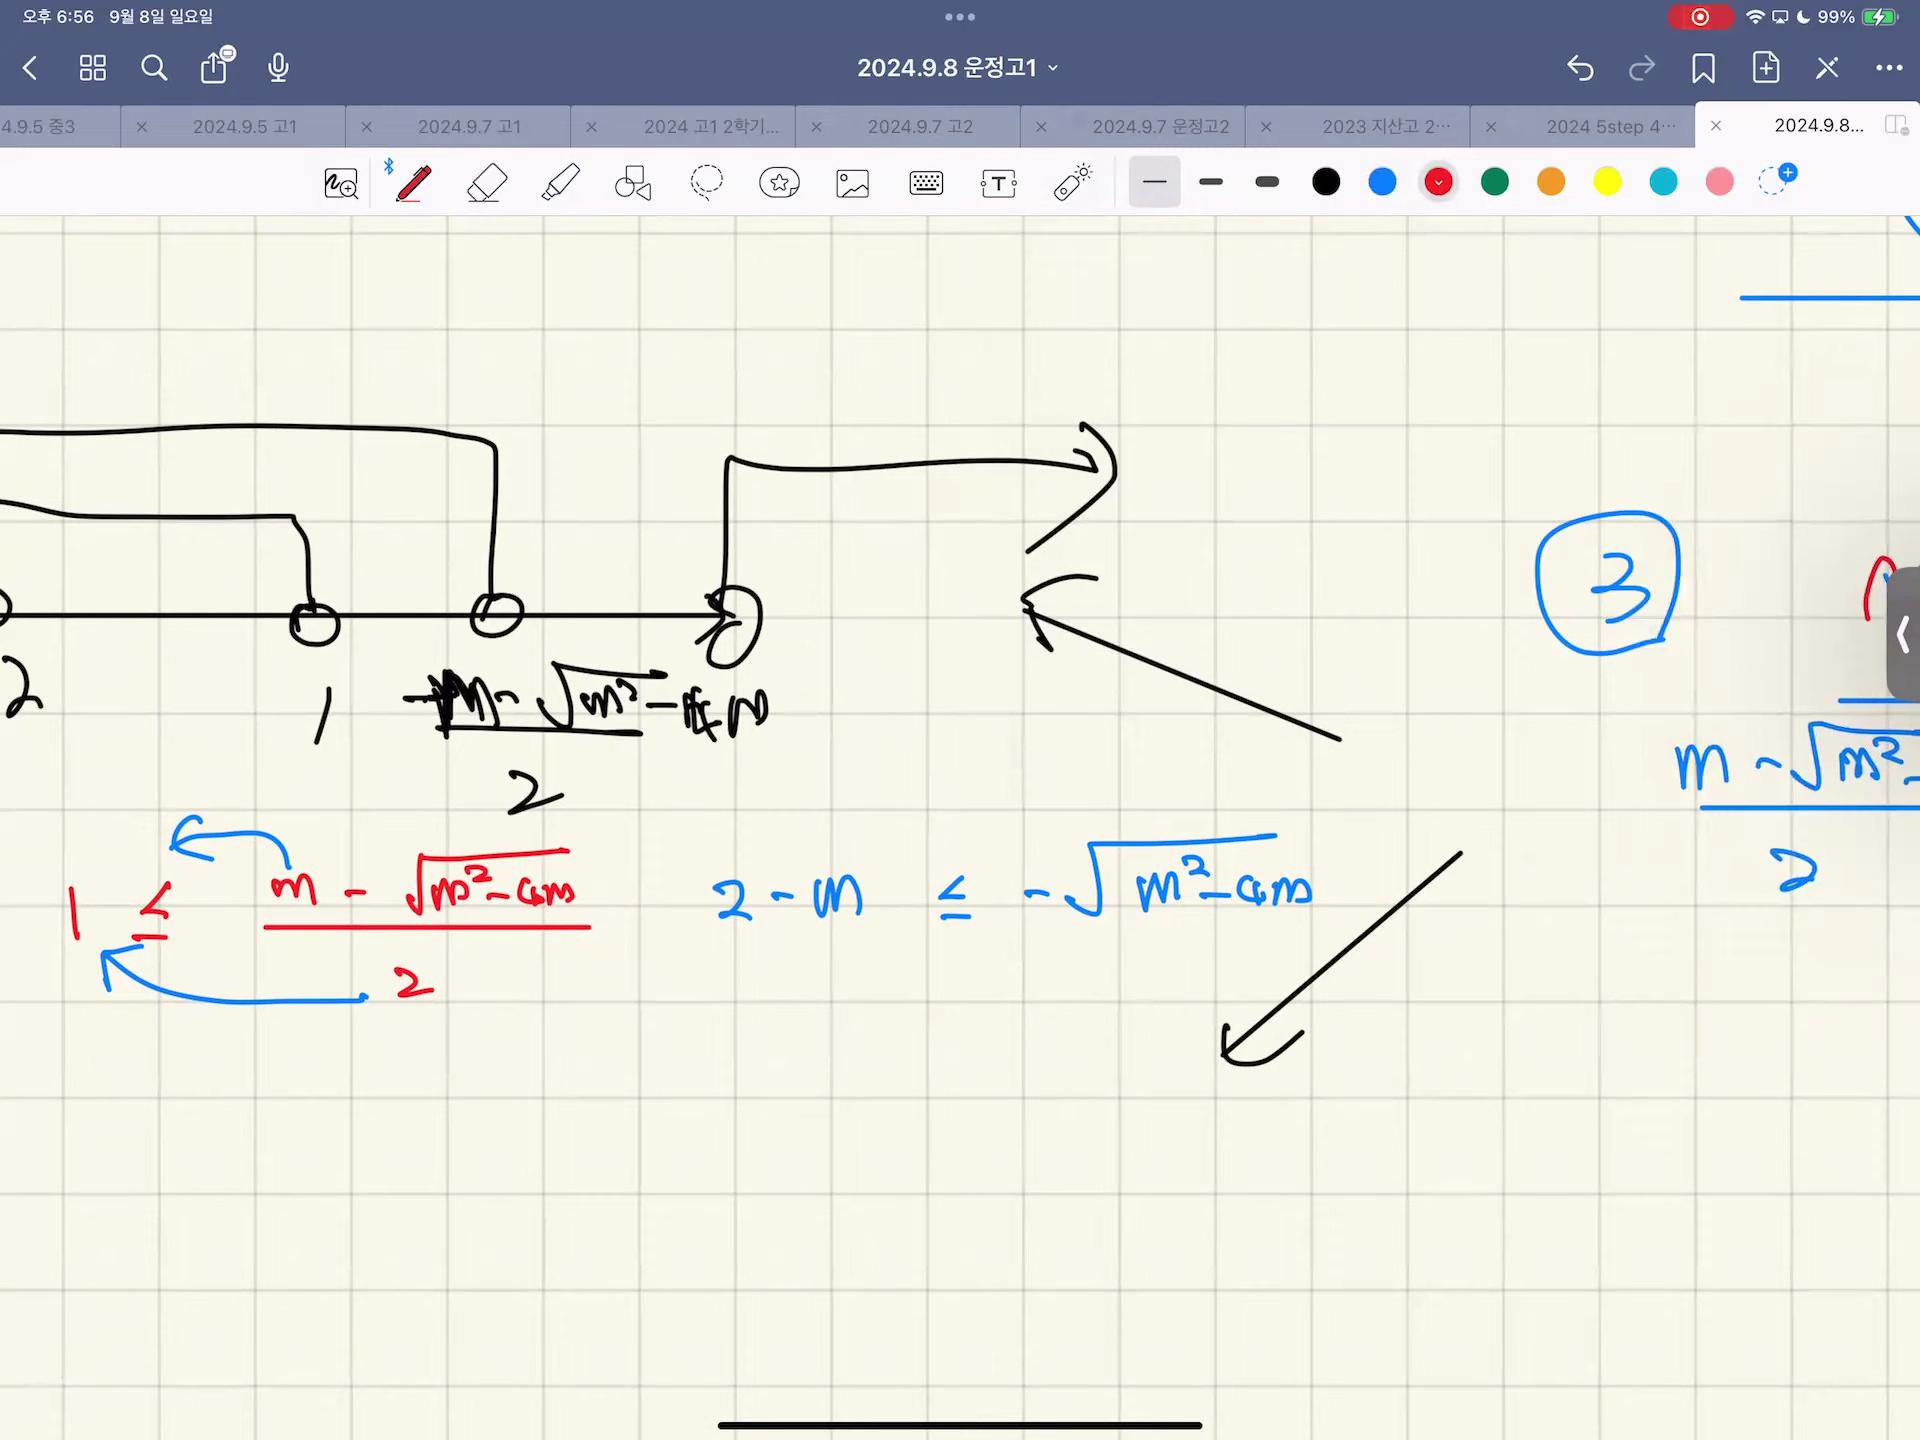 오후 6:56 9월 8일 일요일
99%
2024.9.8 운정고1
4.9.5 중3
2024.9.5 고1
2024.9.7 고1
2024 고1 2학기...
2024.9.7 고2
2024.9.7 운정고2
2023 지산고 2...
2024 5step 4...
2024.9.8...
T
3
2
1
-m-√m²-4m
2
m-√m²-
2
1 ≤ m-√m²-4m
2
2-m ≤ -√m²-4m